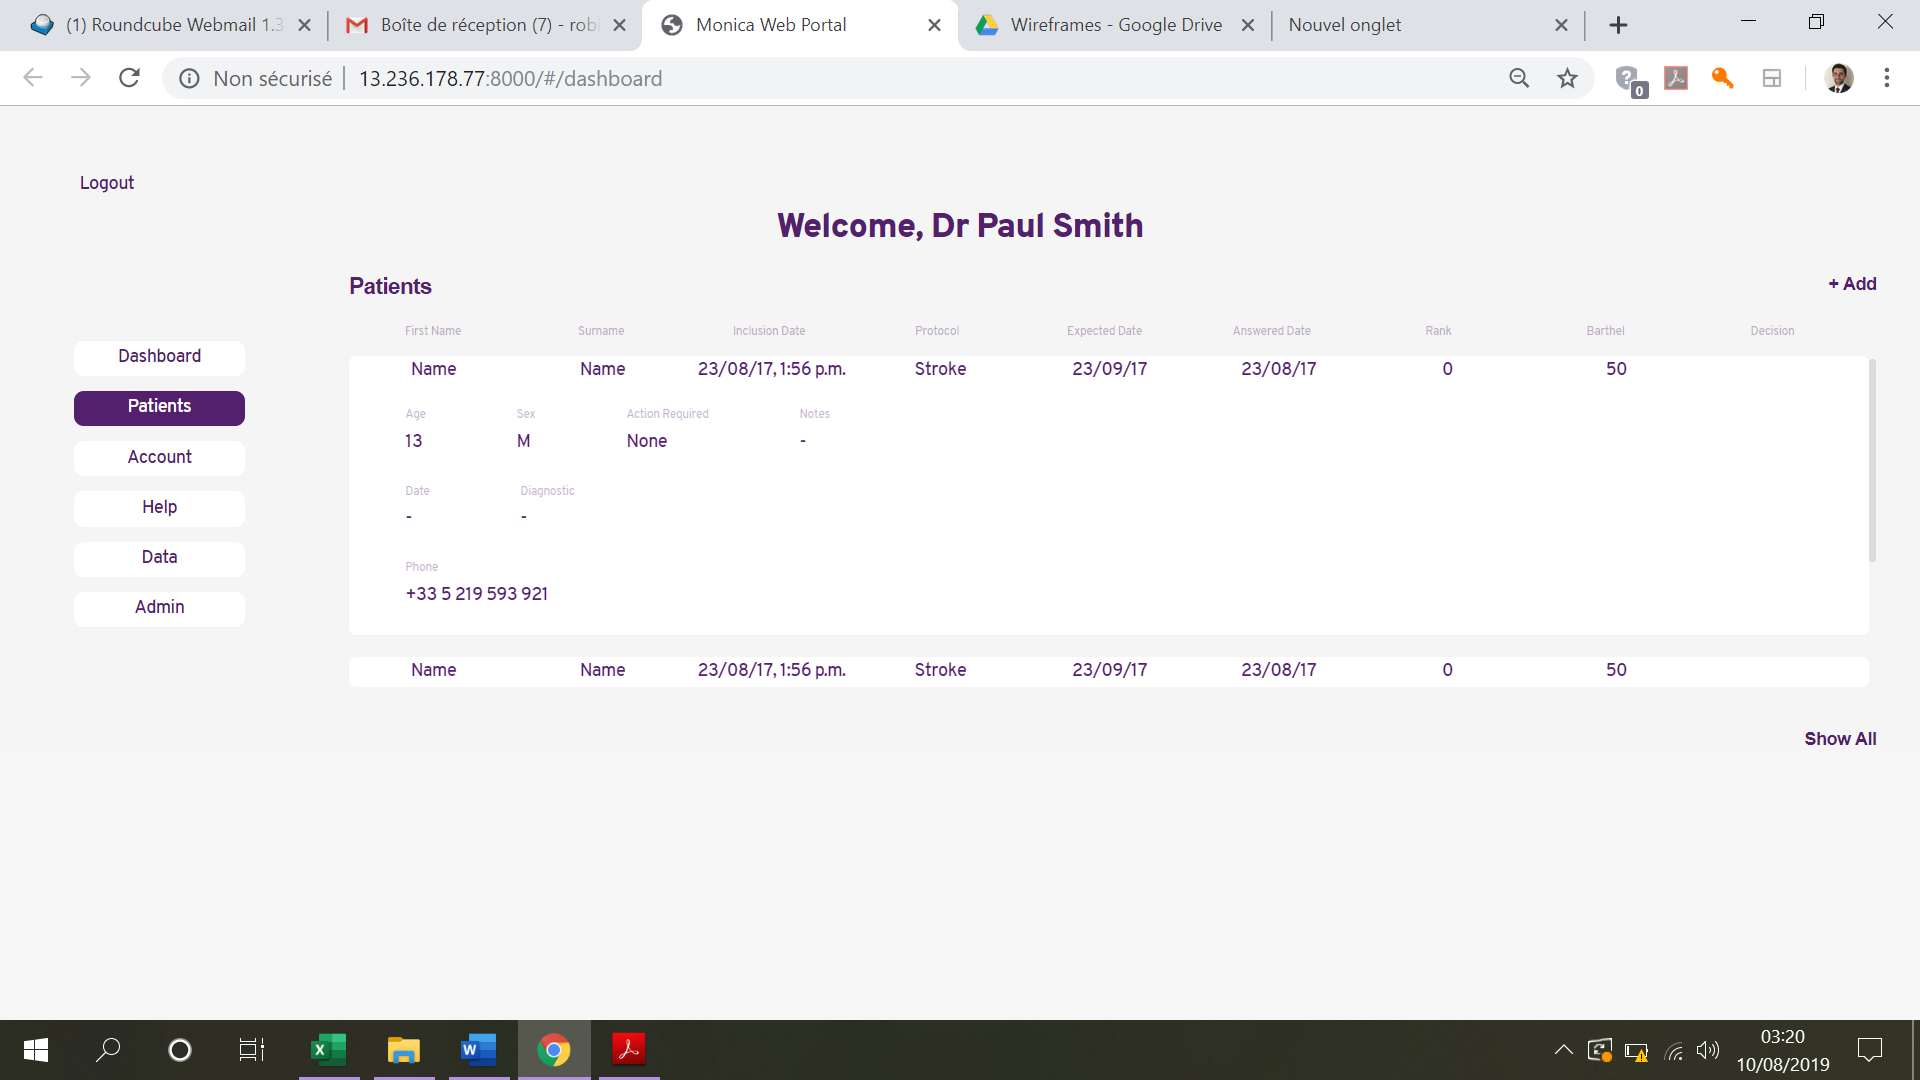 (1) Roundcube Webmail 1.3
Boîte de réception (7) - rob
Monica Web Portal
Wireframes - Google Drive
Nouvel onglet
Non sécurisé
13.236.178.77:8000/#/dashboard
0
Logout
Welcome, Dr Paul Smith
Patients
+ Add
First Name Surname Inclusion Date Protocol Expected Date Answered Date Rank Barthel Decision
Name Name 23/08/17, 1:56 p.m. Stroke 23/09/17 23/08/17 0 50
Age Sex Action Required Notes
13 M None -
Date Diagnostic
- -
Phone
+33 5 219 593 921
Name Name 23/08/17, 1:56 p.m. Stroke 23/09/17 23/08/17 0 50
Show All
Dashboard
Patients
Account
Help
Data
Admin
03:20
10/08/2019